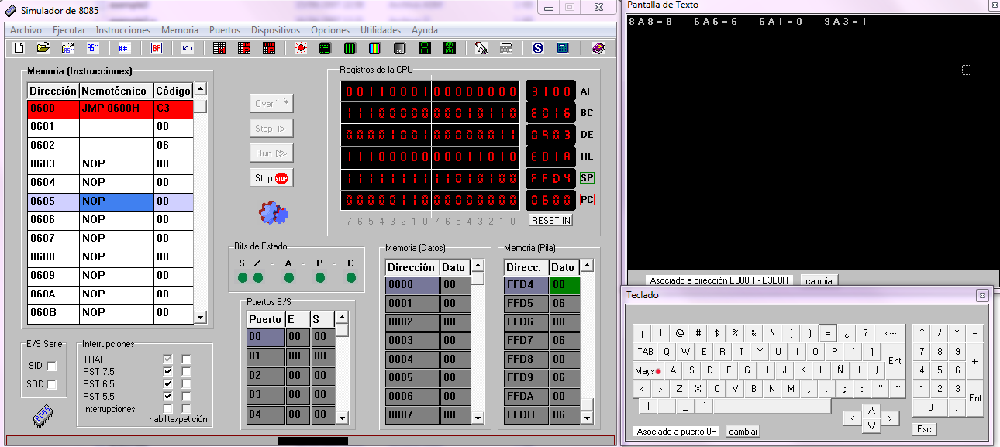 Simulador de 8085
Archivo Ejecutar Instrucciones Memoria Puertos Dispositivos Opciones Utilidades Ayuda
ASM ASM ## BP
Memoria (Instrucciones)
Dirección Nemotécnico Código
0600 JMP 0600H C3
0601 00
0602 06
0603 NOP 00
0604 NOP 00
0605 NOP 00
0606 NOP 00
0607 NOP 00
0608 NOP 00
0609 NOP 00
060A NOP 00
060B NOP 00
Over
Step
Run
Stop STOP
Registros de la CPU
00110001 00000000 3100 AF
11100000 00010110 E016 BC
00001001 00000011 0903 DE
11100000 00011010 E01A HL
11111111 11010100 FFD4 SP
00000110 00000000 0600 PC
7 6 5 4 3 2 1 0 7 6 5 4 3 2 1 0
RESET IN
Bits de Estado
S Z - A - P - C
Puertos E/S
Puerto E S
00 00 00
01 00 00
02 00 00
03 00 00
04 00 00
Memoria (Datos)
Dirección Dato
0000 00
0001 00
0002 00
0003 00
0004 00
0005 00
0006 00
0007 00
Memoria (Pila)
Direcc. Dato
FFD4 00
FFD5 06
FFD6 00
FFD7 06
FFD8 00
FFD9 06
FFDA 00
FFDB 06
E/S Serie
SID
SOD
8085
Interrupciones
TRAP
RST 7.5
RST 6.5
RST 5.5
Interrupciones
habilita/petición
Pantalla de Texto
8A8=8 6A6=6 6A1=0 9A3=1
Asociado a dirección E000H - E3E8H cambiar
Teclado
¡ ! @ # $ % & \ ( ) = ¿ ? <--- ^ / * -
TAB Q W E R T Y U I O P [ ] Ent 7 8 9 +
Mays A S D F G H J K L Ñ { } 4 5 6
< > Z X C V B N M , . ; : " ~ 1 2 3 Ent
| ' _ ` 0 .
< /\ \/ >
Asociado a puerto 0H cambiar Esc